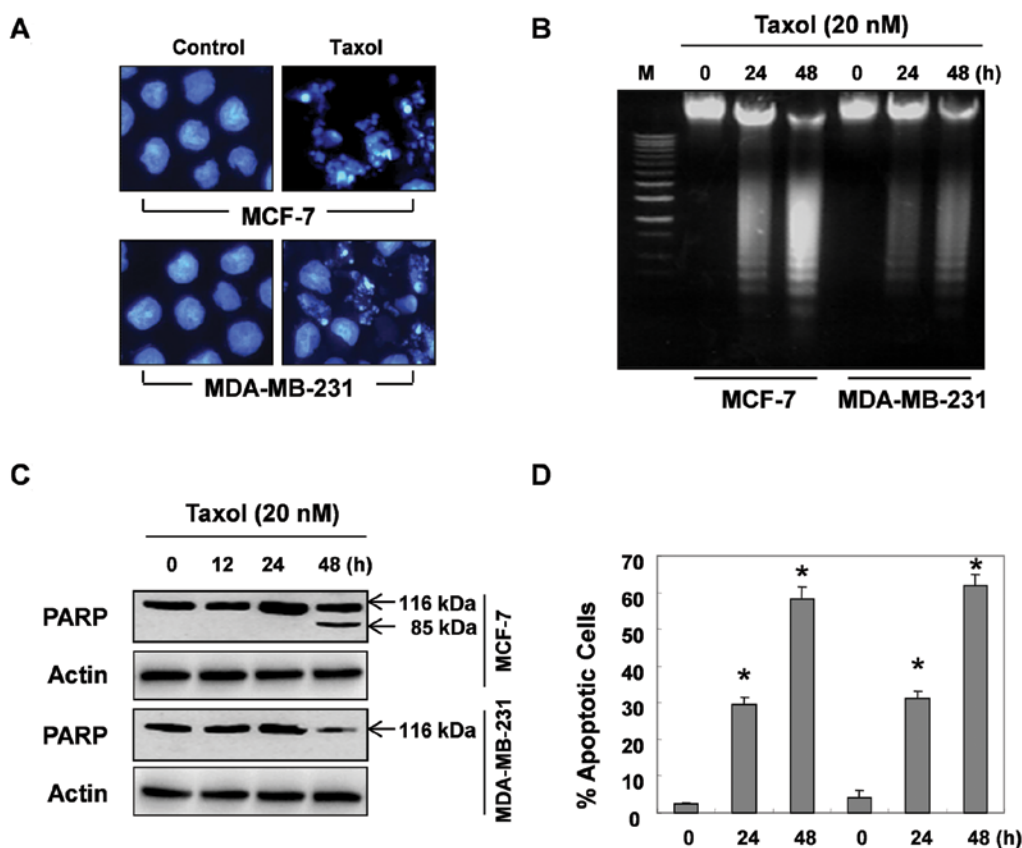 A
Control Taxol
MCF-7
MDA-MB-231
B
Taxol (20 nM)
M 0 24 48 0 24 48 (h)
MCF-7 MDA-MB-231
C
Taxol (20 nM)
0 12 24 48 (h)
PARP 116 kDa
85 kDa
Actin
MCF-7
PARP 116 kDa
Actin
MDA-MB-231
D
% Apoptotic Cells
70
60
50
40
30
20
10
0
* * * *
0 24 48 0 24 48 (h)